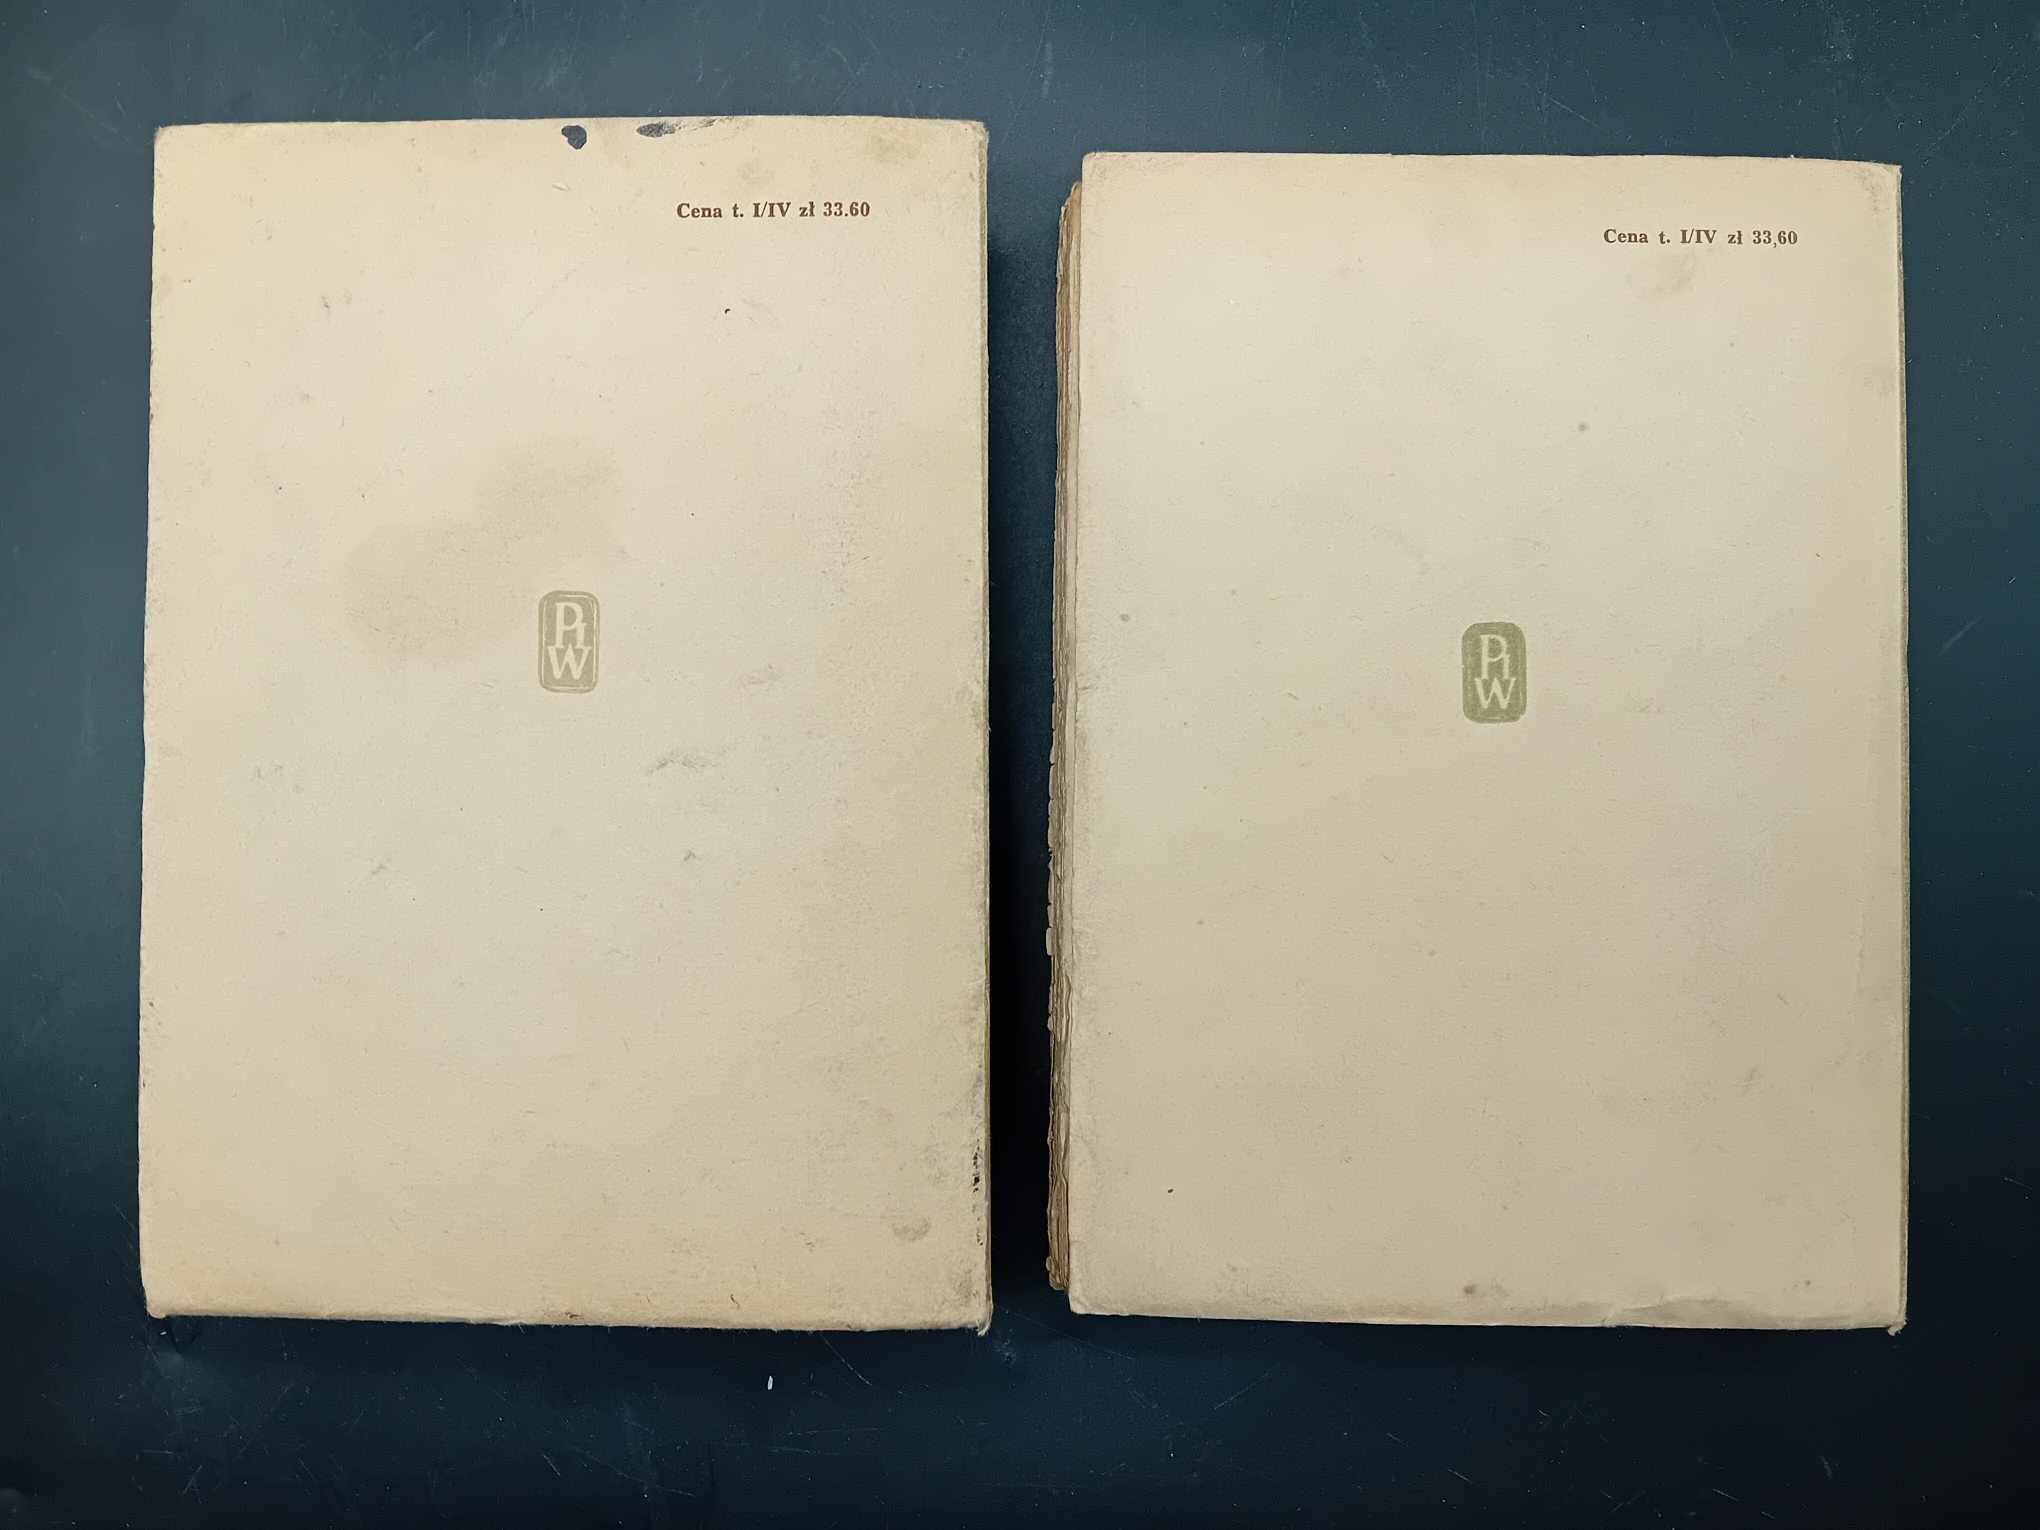 Cena t. I/IV zł 33.60
PIW
Cena t. I/IV zł 33,60
PIW